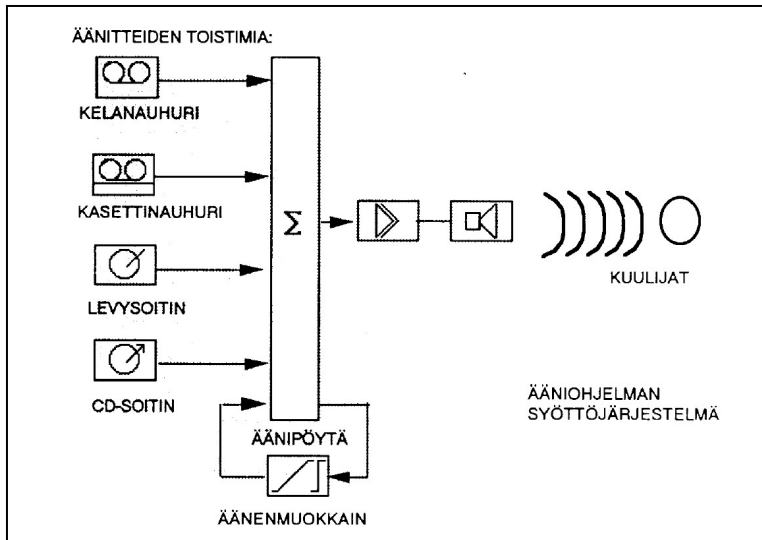 ÄÄNITTEIDEN TOISTIMIA:
KELANAUHURI
KASETTINAUHURI
LEVYSOITIN
CD-SOITIN
Σ
ÄÄNIPÖYTÄ
ÄÄNENMUOKKAIN
KUULIJAT
ÄÄNIOHJELMAN
SYÖTTÖJÄRJESTELMÄ